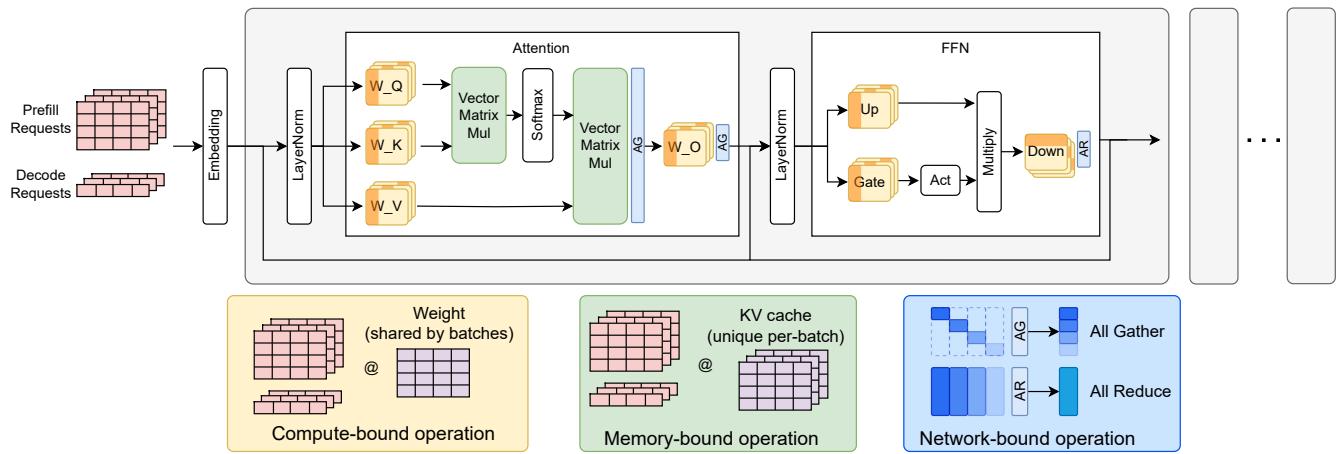 Attention
FFN
Prefill
Requests
Decode
Requests
Embedding
LayerNorm
W_Q
W_K
W_V
Vector
Matrix
Mul
Softmax
Vector
Matrix
Mul
AG
W_O
AG
LayerNorm
Up
Gate
Act
Multiply
Down
AR
...
Weight
(shared by batches)
@
Compute-bound operation
KV cache
(unique per-batch)
@
Memory-bound operation
AG
All Gather
AR
All Reduce
Network-bound operation